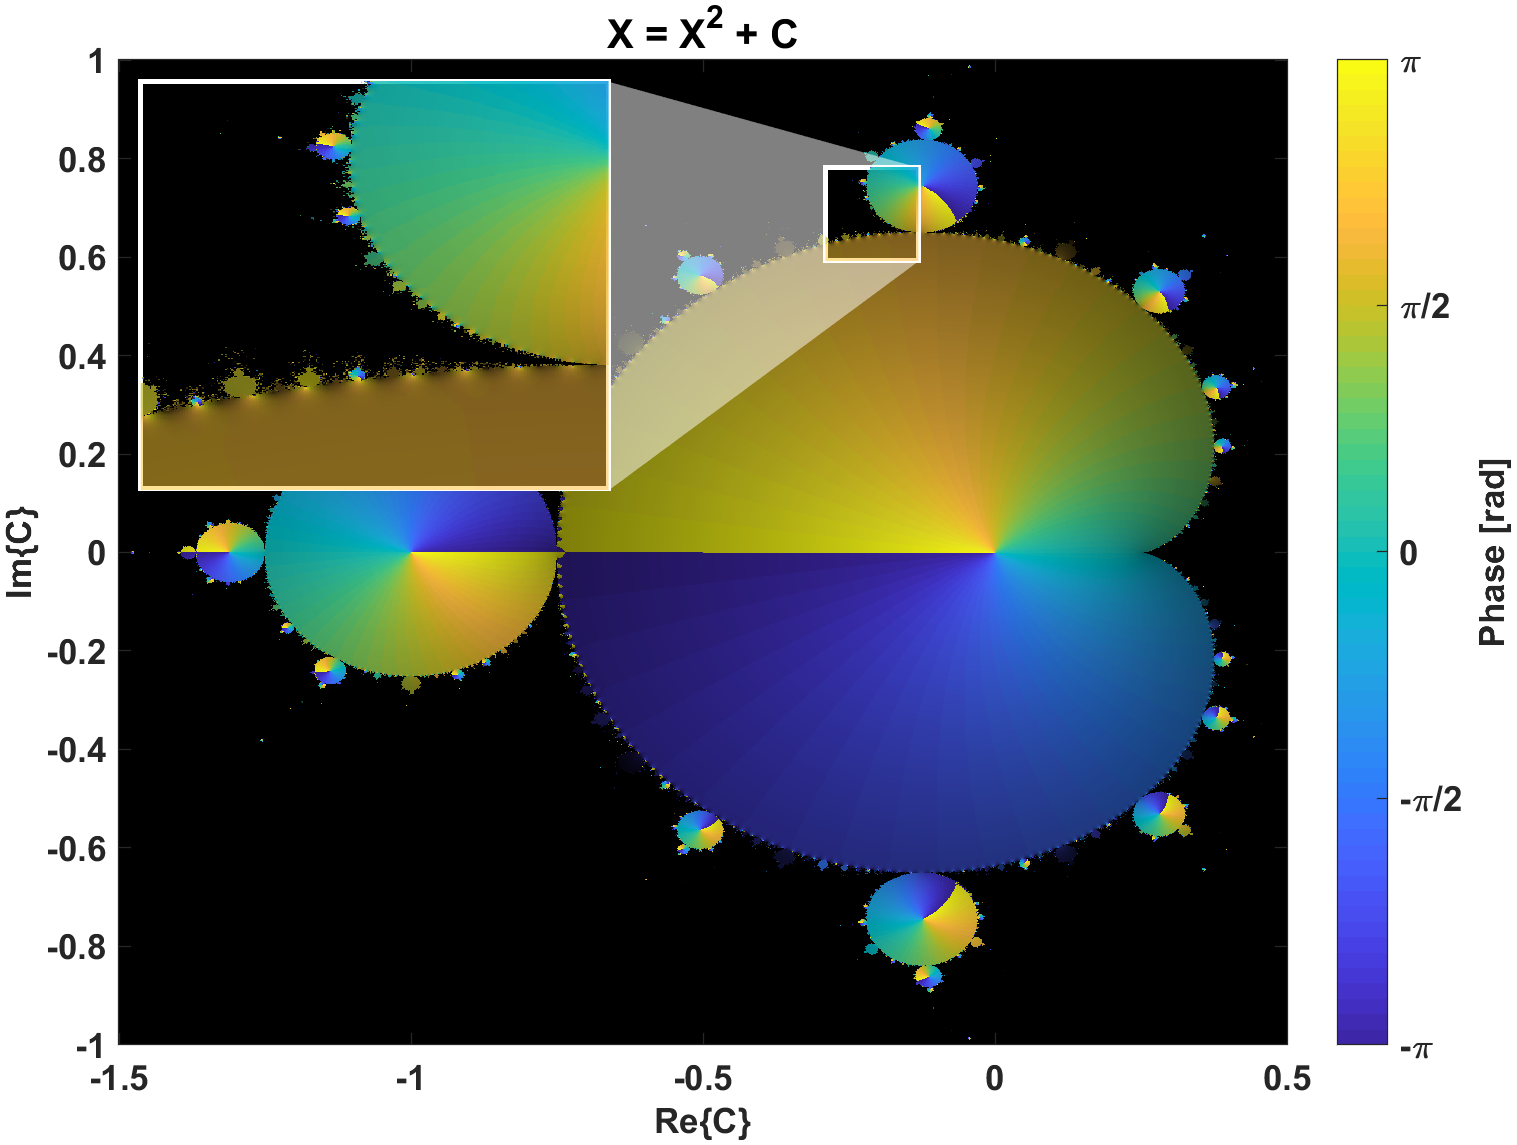 X = X² + C
1
0.8
0.6
0.4
0.2
0
-0.2
-0.4
-0.6
-0.8
-1
Im{C}
-1.5 -1 -0.5 0 0.5
Re{C}
π
π/2
0
-π/2
-π
Phase [rad]